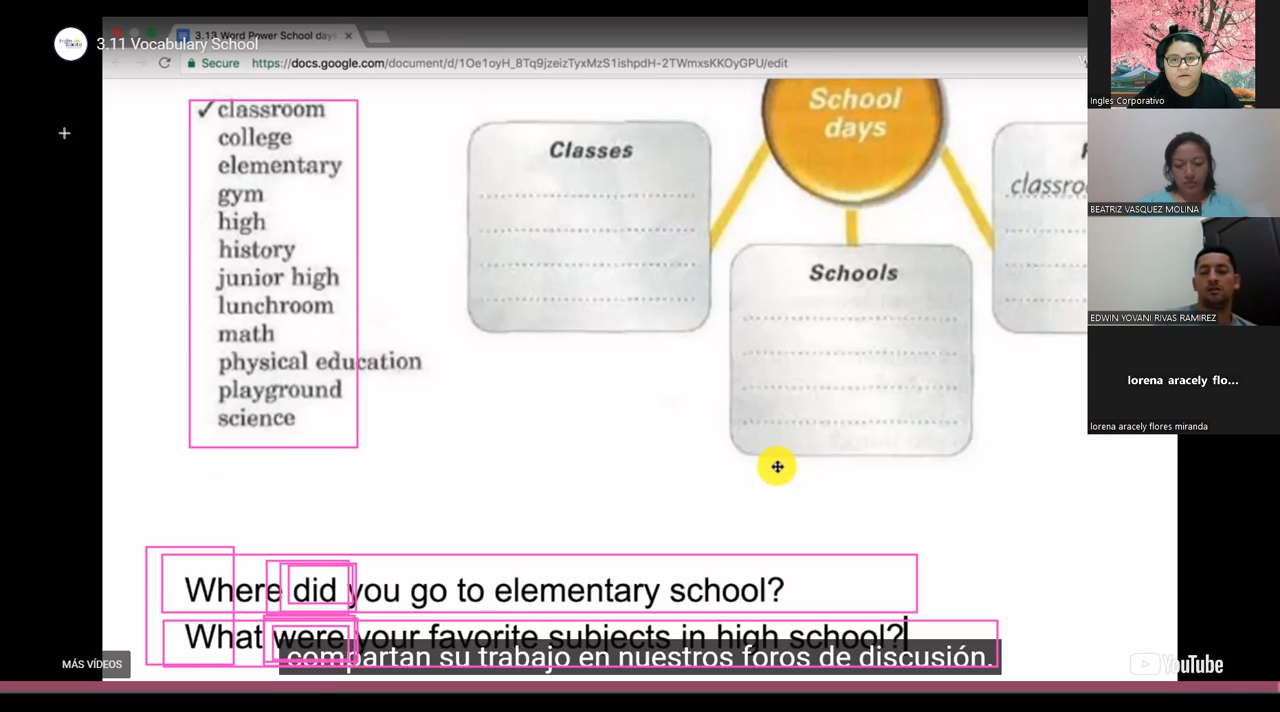 3.13 Word Power School days
3.11 Vocabulary School
Secure
https://docs.google.com/document/d/1Oe1oyH_8Tq9jzeizTyxMzS1ishpdH-2TWmxsKKOyGPU/edit
✓ classroom
college
elementary
gym
high
history
junior high
lunchroom
math
physical education
playground
science
School
days
Classes
classro
Schools
Where did you go to elementary school?
What were your favorite subjects in high school?
compartan su trabajo en nuestros foros de discusión.
MÁS VÍDEOS
YouTube
Ingles Corporativo
BEATRIZ VASQUEZ MOLINA
EDWIN YOVANI RIVAS RAMIREZ
lorena aracely flo...
lorena aracely flores miranda